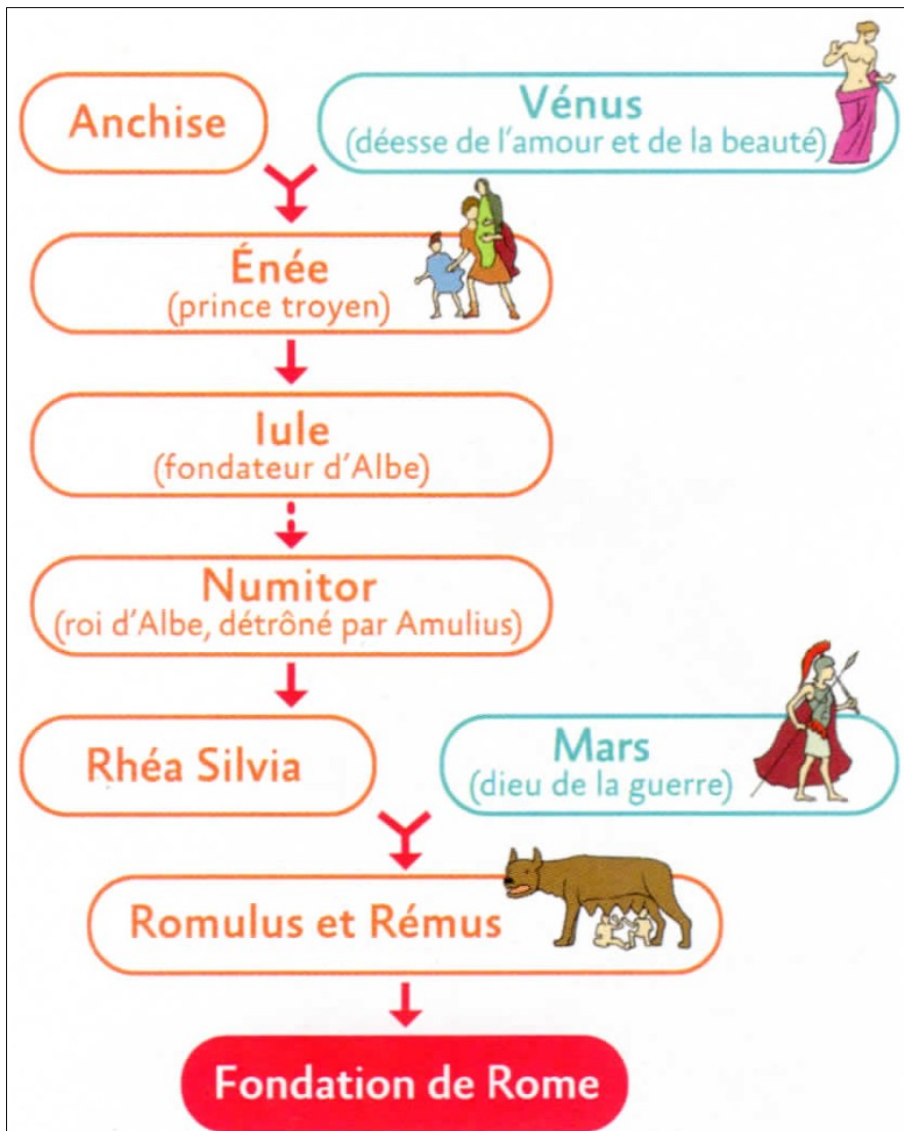 Anchise
Vénus
(déesse de l'amour et de la beauté)
Énée
(prince troyen)
Iule
(fondateur d'Albe)
Numitor
(roi d'Albe, détrôné par Amulius)
Rhéa Silvia
Mars
(dieu de la guerre)
Romulus et Rémus
Fondation de Rome